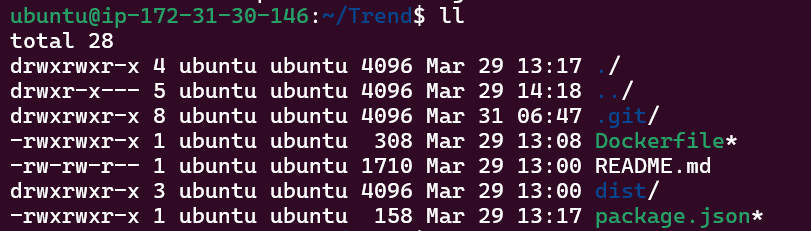 ubuntu@ip-172-31-30-146:~/Trend$ ll
total 28
drwxrwxr-x 4 ubuntu ubuntu 4096 Mar 29 13:17 ./
drwxr-x--- 5 ubuntu ubuntu 4096 Mar 29 14:18 ../
drwxrwxr-x 8 ubuntu ubuntu 4096 Mar 31 06:47 .git/
-rwxrwxr-x 1 ubuntu ubuntu  308 Mar 29 13:08 Dockerfile*
-rw-rw-r-- 1 ubuntu ubuntu 1710 Mar 29 13:00 README.md
drwxrwxr-x 3 ubuntu ubuntu 4096 Mar 29 13:00 dist/
-rwxrwxr-x 1 ubuntu ubuntu  158 Mar 29 13:17 package.json*